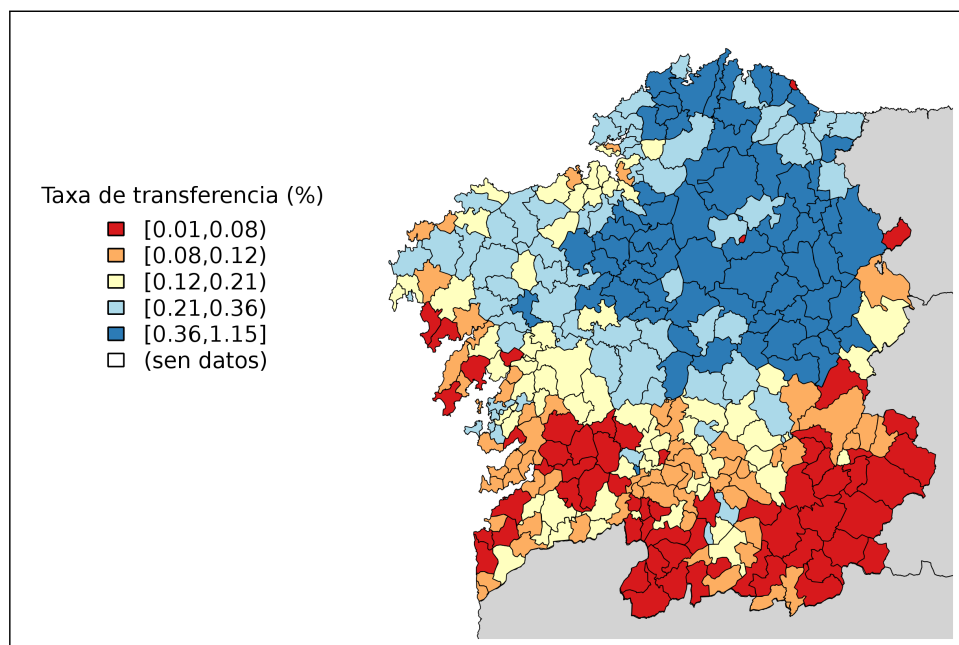 Taxa de transferencia (%)
[0.01,0.08)
[0.08,0.12)
[0.12,0.21)
[0.21,0.36)
[0.36,1.15]
(sen datos)